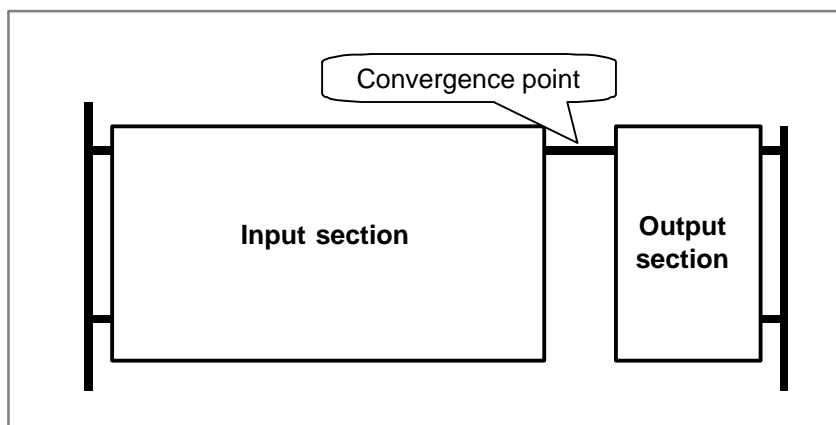 Convergence point
Input section
Output
section